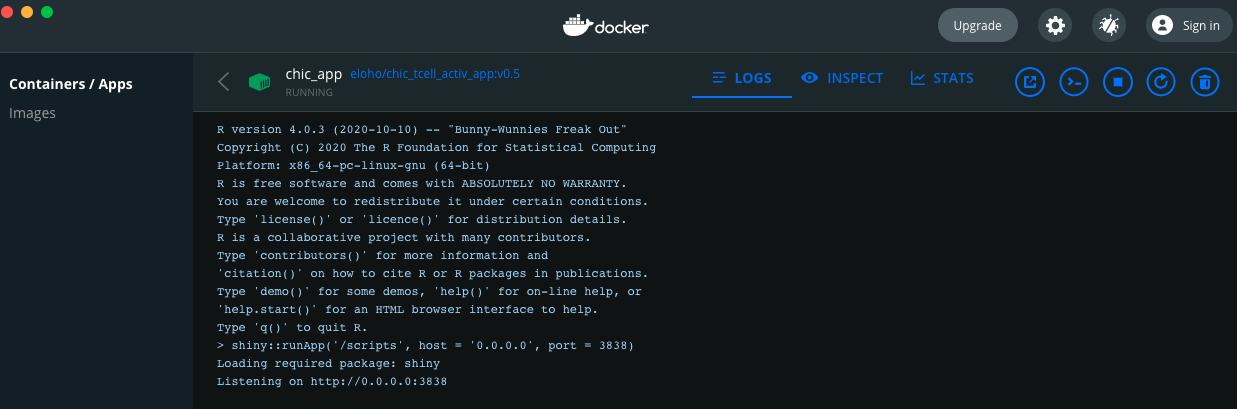 docker
Upgrade
Sign in
Containers / Apps
Images
chic_app eloho/chic_tcell_activ_app:v0.5
RUNNING
LOGS
INSPECT
STATS
R version 4.0.3 (2020-10-10) -- "Bunny-Wunnies Freak Out"
Copyright (C) 2020 The R Foundation for Statistical Computing
Platform: x86_64-pc-linux-gnu (64-bit)
R is free software and comes with ABSOLUTELY NO WARRANTY.
You are welcome to redistribute it under certain conditions.
Type 'license()' or 'licence()' for distribution details.
R is a collaborative project with many contributors.
Type 'contributors()' for more information and
'citation()' on how to cite R or R packages in publications.
Type 'demo()' for some demos, 'help()' for on-line help, or
'help.start()' for an HTML browser interface to help.
Type 'q()' to quit R.
> shiny::runApp('/scripts', host = '0.0.0.0', port = 3838)
Loading required package: shiny
Listening on http://0.0.0.0:3838